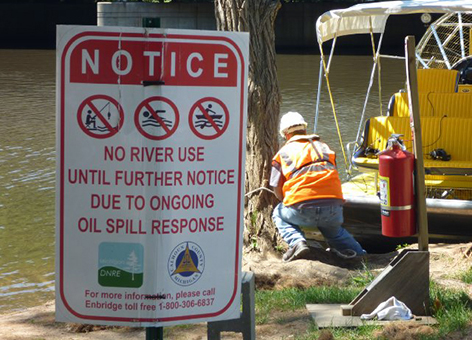 NOTICE
NO RIVER USE
UNTIL FURTHER NOTICE
DUE TO ONGOING
OIL SPILL RESPONSE
DNRE
For more information, please call
Enbridge toll free 1-800-306-6837